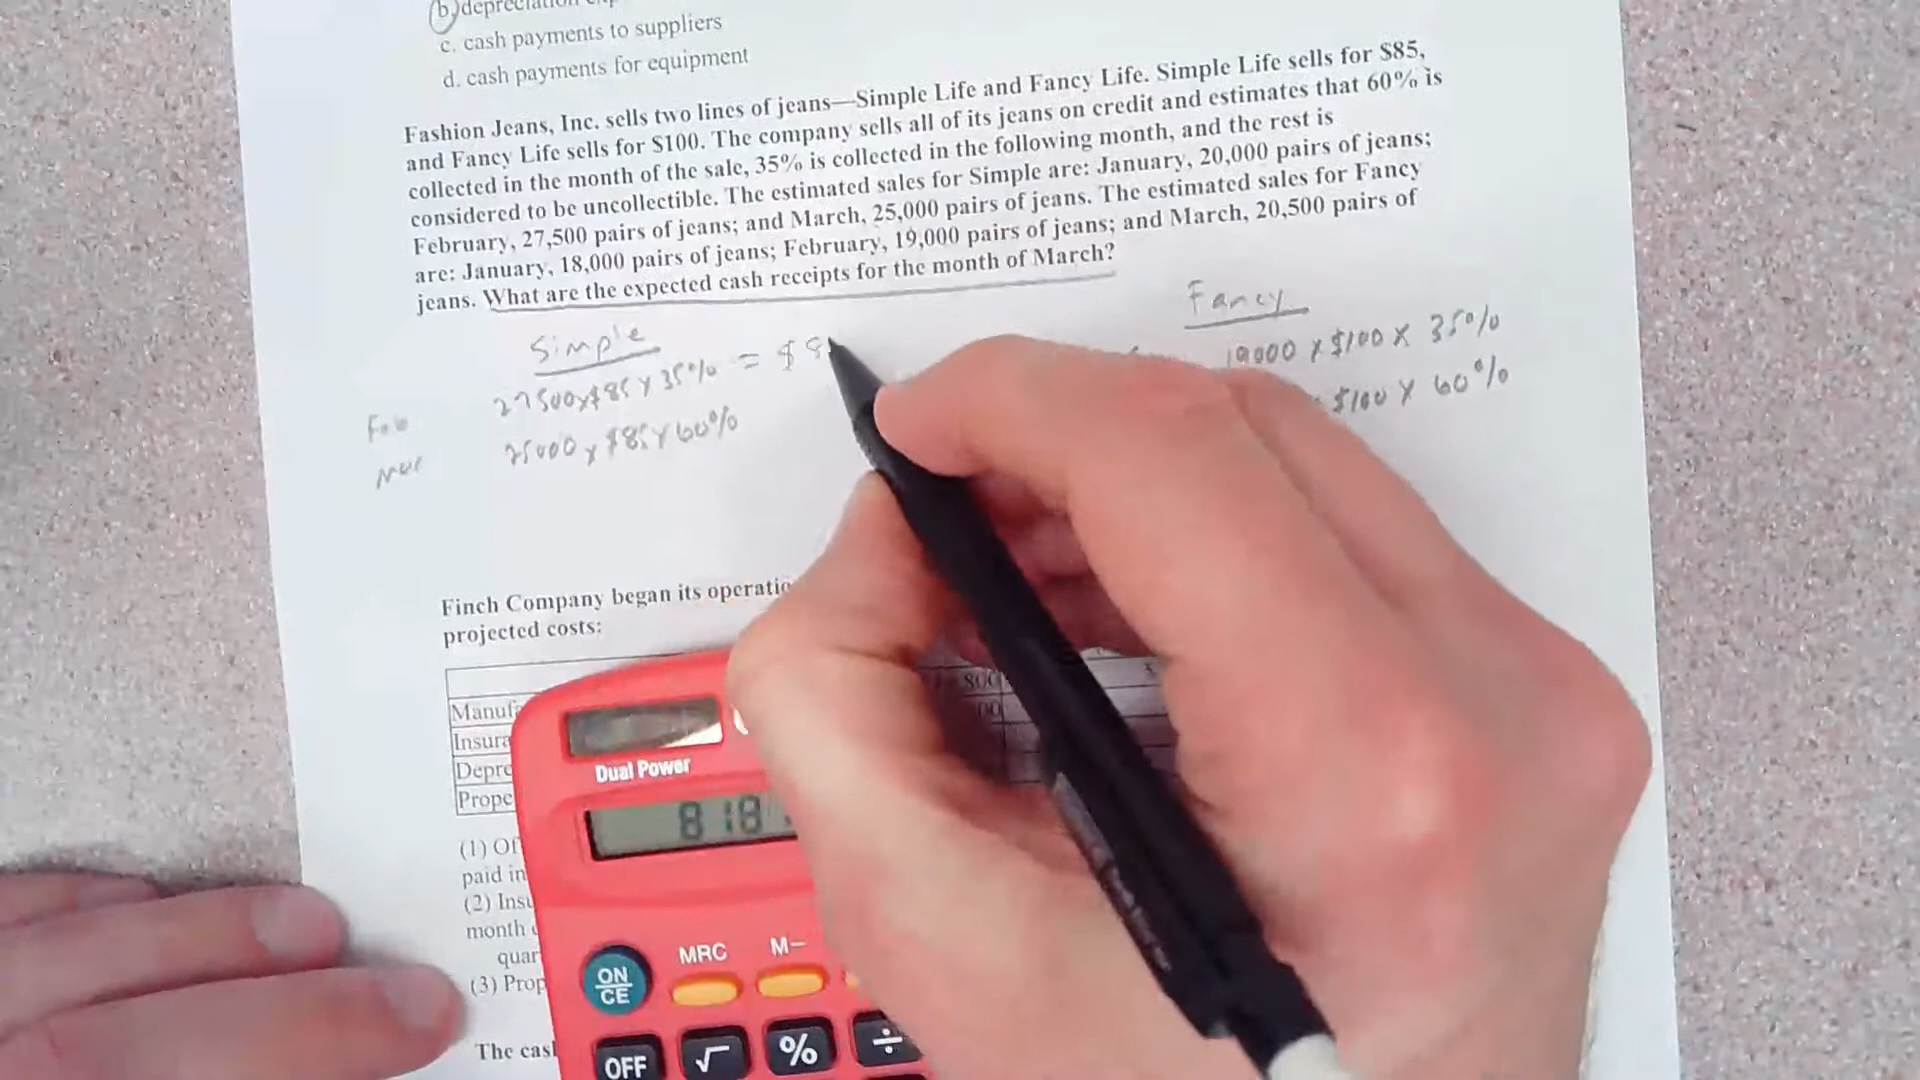 b. depreciation
c. cash payments to suppliers
d. cash payments for equipment
Fashion Jeans, Inc. sells two lines of jeans—Simple Life and Fancy Life. Simple Life sells for $85,
and Fancy Life sells for $100. The company sells all of its jeans on credit and estimates that 60% is
collected in the month of the sale, 35% is collected in the following month, and the rest is
considered to be uncollectible. The estimated sales for Simple are: January, 20,000 pairs of jeans;
February, 27,500 pairs of jeans; and March, 25,000 pairs of jeans. The estimated sales for Fancy
are: January, 18,000 pairs of jeans; February, 19,000 pairs of jeans; and March, 20,500 pairs of
jeans. What are the expected cash receipts for the month of March?
Simple Fancy
Feb 27500x$85x35% = $8 19000 x $100 x 35%
Mar 25000 x $85x60% $100 x 60%
Finch Company began its
projected costs:
800
Manuf
Insura
Depre
Prope
Dual Power
818
(1) Of
paid in
(2) Insu
month
quar
(3) Prop
MRC M−
ON/CE
OFF √ % ÷
The cas